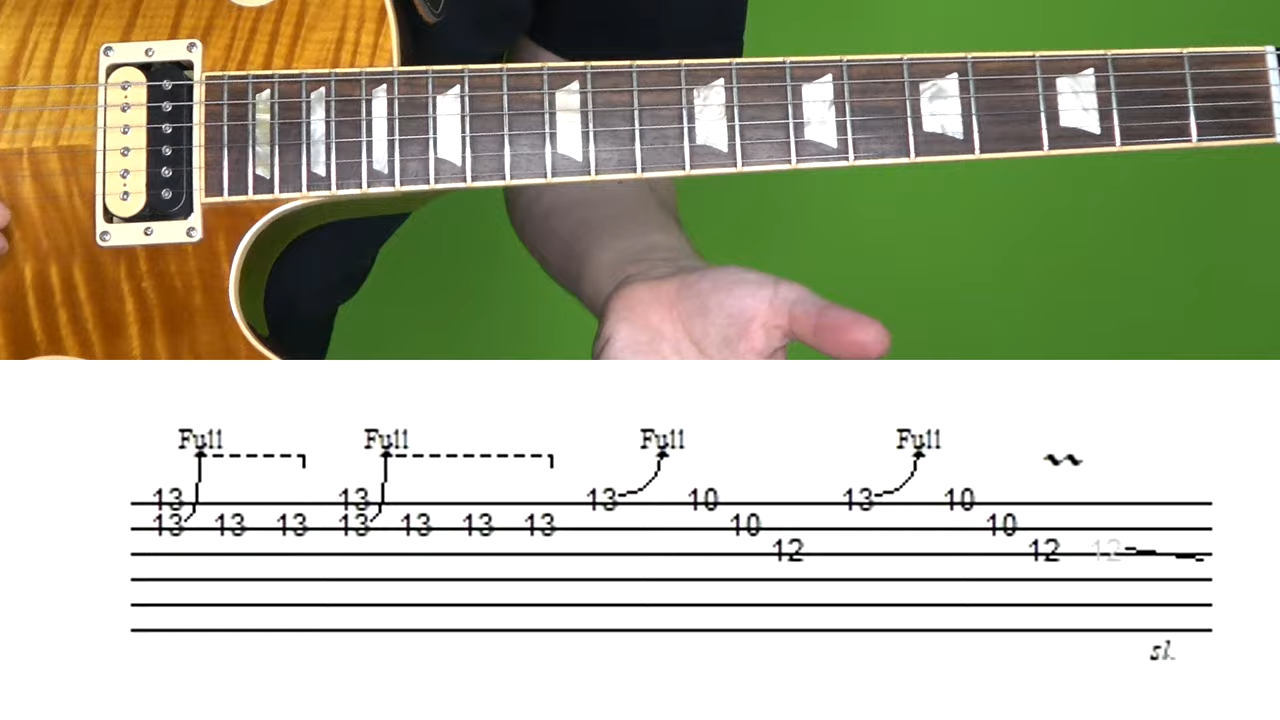 Full Full Full Full
13 13 13 10 13 10
13 13 13 13 13 13 13 10 10
12 12 12
sl.